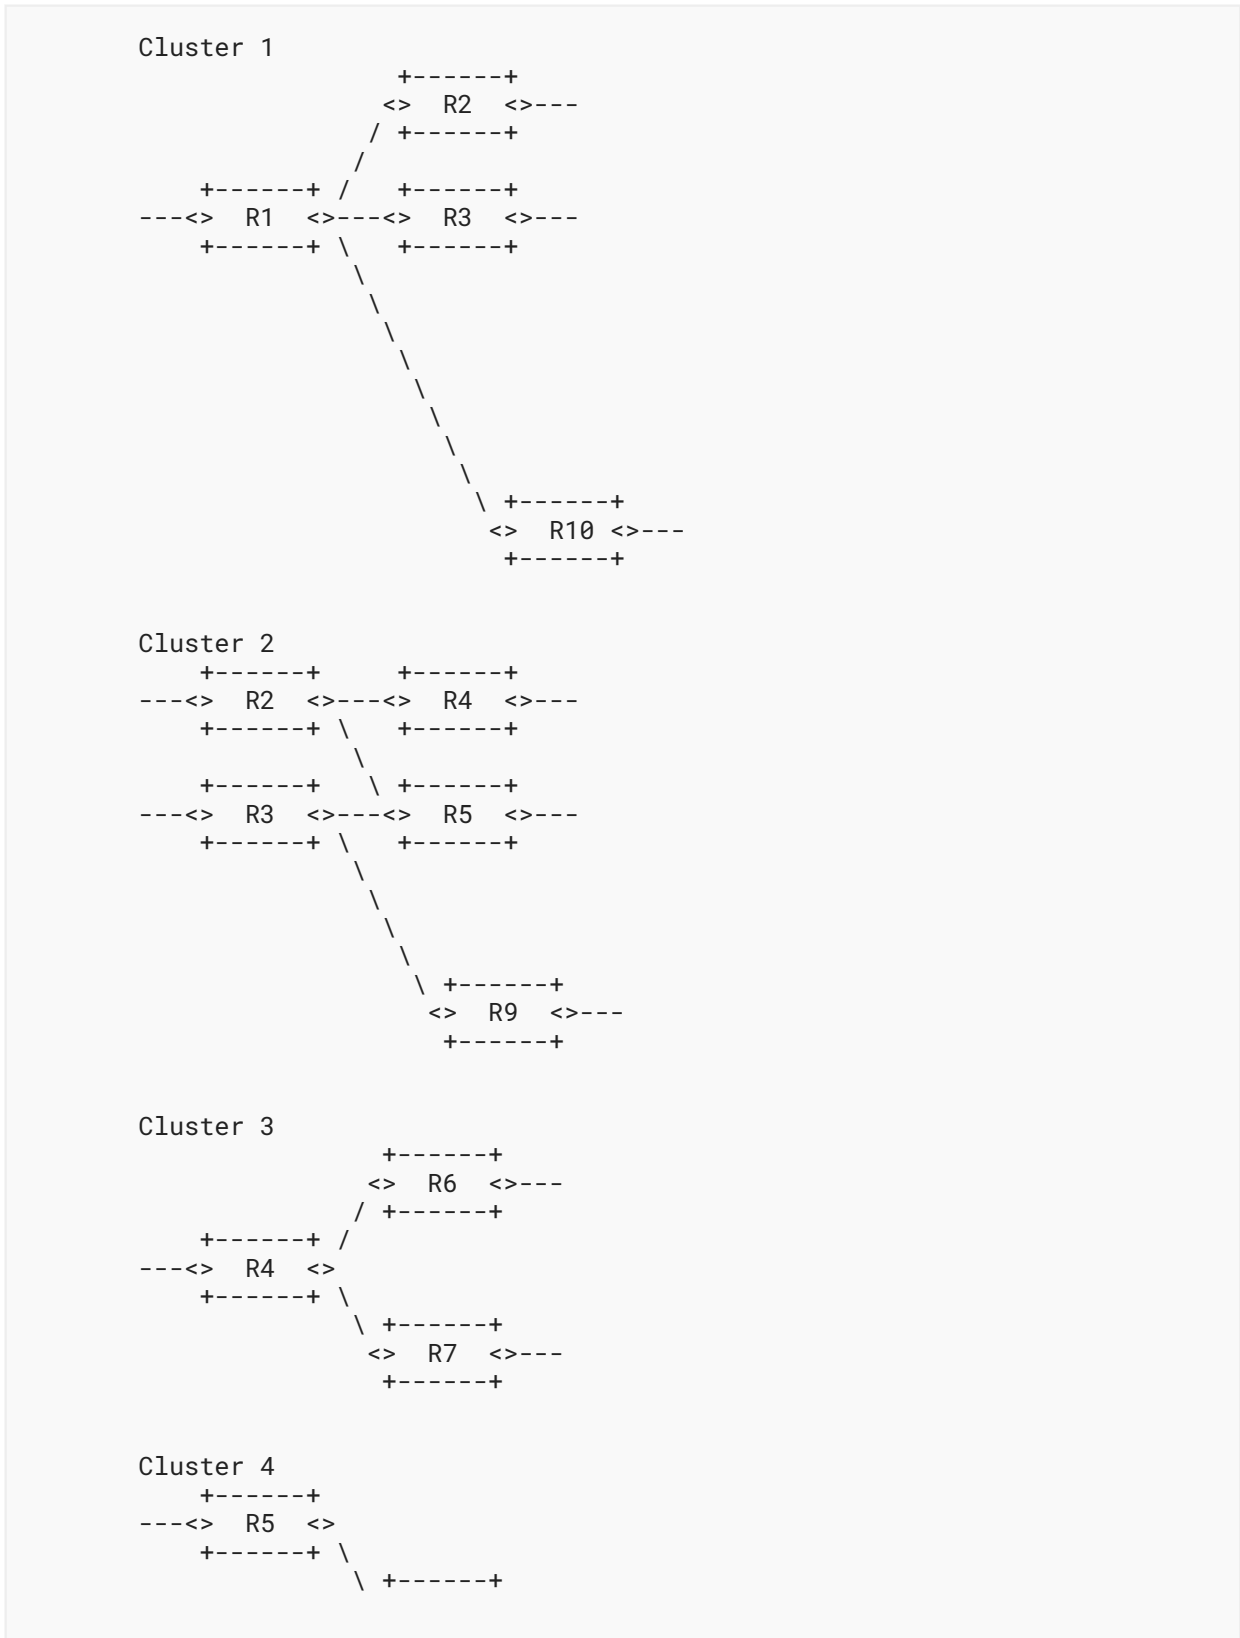 Cluster 1
                 +------+
                <>  R2  <>---
               / +------+
              /
    +------+ /   +------+
---<>  R1  <>---<>  R3  <>---
    +------+ \   +------+
              \
               \
                \
                 \
                  \
                   \
                    \
                     \
                      \ +------+
                       <>  R10 <>---
                        +------+
Cluster 2
    +------+     +------+
---<>  R2  <>---<>  R4  <>---
    +------+ \   +------+
              \
    +------+   \ +------+
---<>  R3  <>---<>  R5  <>---
    +------+ \   +------+
              \
               \
                \
                 \
                  \ +------+
                   <>  R9  <>---
                    +------+
Cluster 3
                +------+
               <>  R6  <>---
              / +------+
    +------+ /
---<>  R4  <>
    +------+ \
              \ +------+
               <>  R7  <>---
                +------+
Cluster 4
    +------+
---<>  R5  <>
    +------+ \
              \ +------+